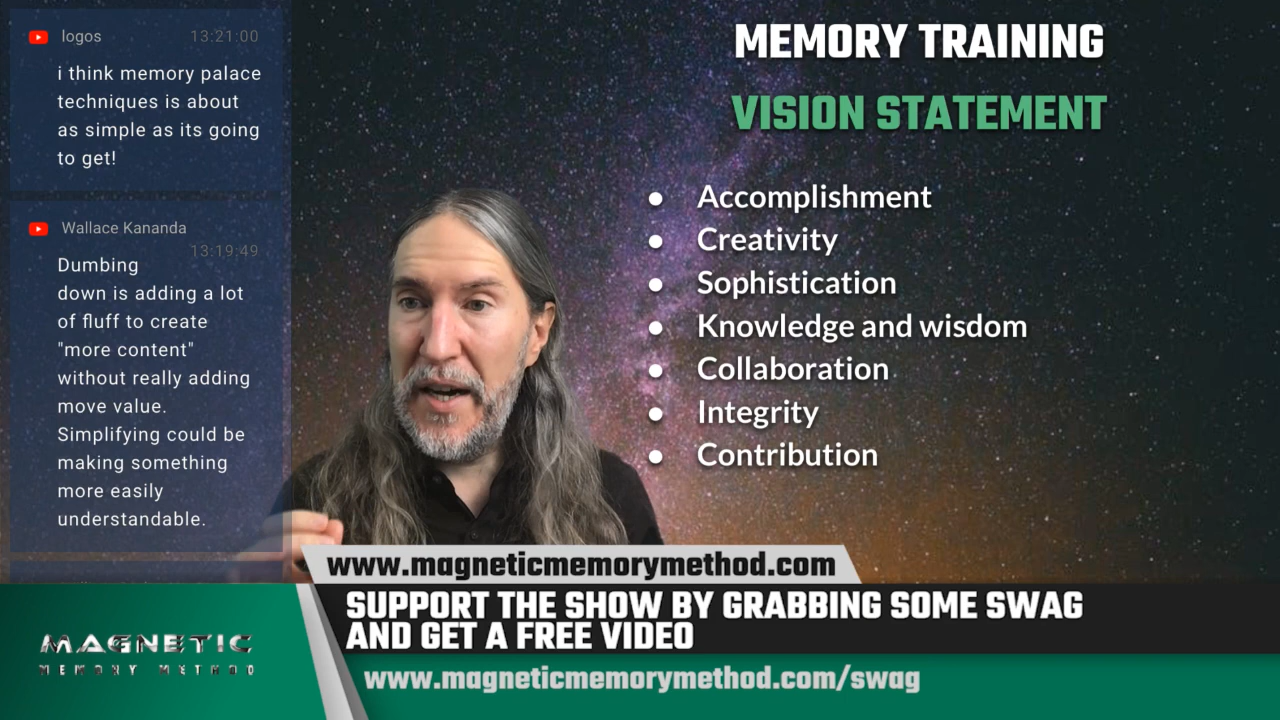 logos 13:21:00
i think memory palace
techniques is about
as simple as its going
to get!
Wallace Kananda
13:19:49
Dumbing
down is adding a lot
of fluff to create
"more content"
without really adding
move value.
Simplifying could be
making something
more easily
understandable.
MEMORY TRAINING
VISION STATEMENT
● Accomplishment
● Creativity
● Sophistication
● Knowledge and wisdom
● Collaboration
● Integrity
● Contribution
www.magneticmemorymethod.com
SUPPORT THE SHOW BY GRABBING SOME SWAG
AND GET A FREE VIDEO
www.magneticmemorymethod.com/swag
MAGNETIC
MEMORY METHOD